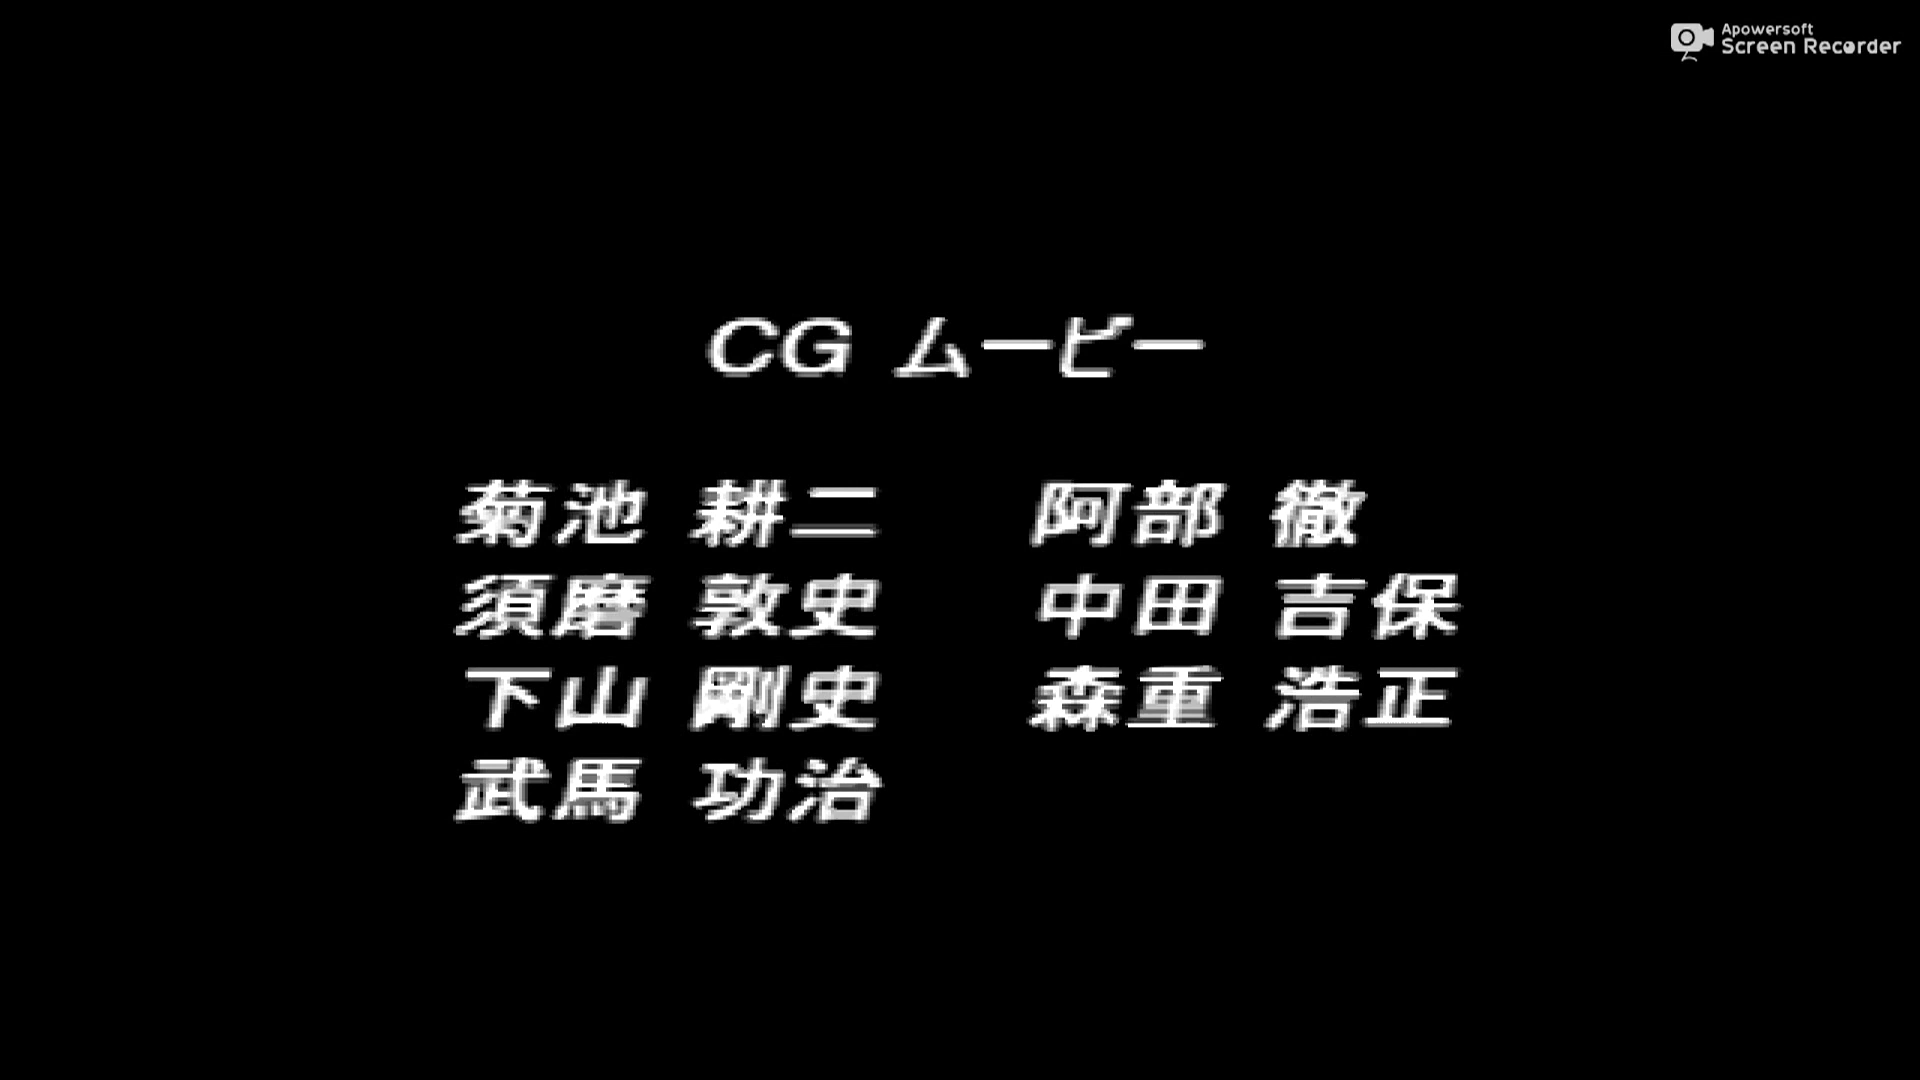 Apowersoft
Screen Recorder
CG ムービー
菊池 耕二 阿部 徹
須磨 敦史 中田 吉保
下山 剛史 森重 浩正
武馬 功治